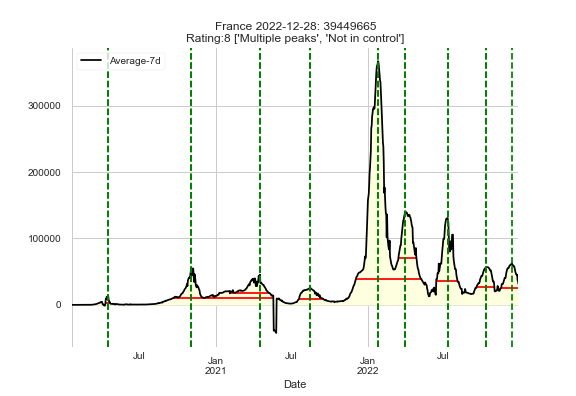 France 2022-12-28: 39449665
Rating:8 ['Multiple peaks', 'Not in control']
Average-7d
300000
200000
100000
0
Jul
Jan
2021
Jul
Jan
2022
Jul
Date